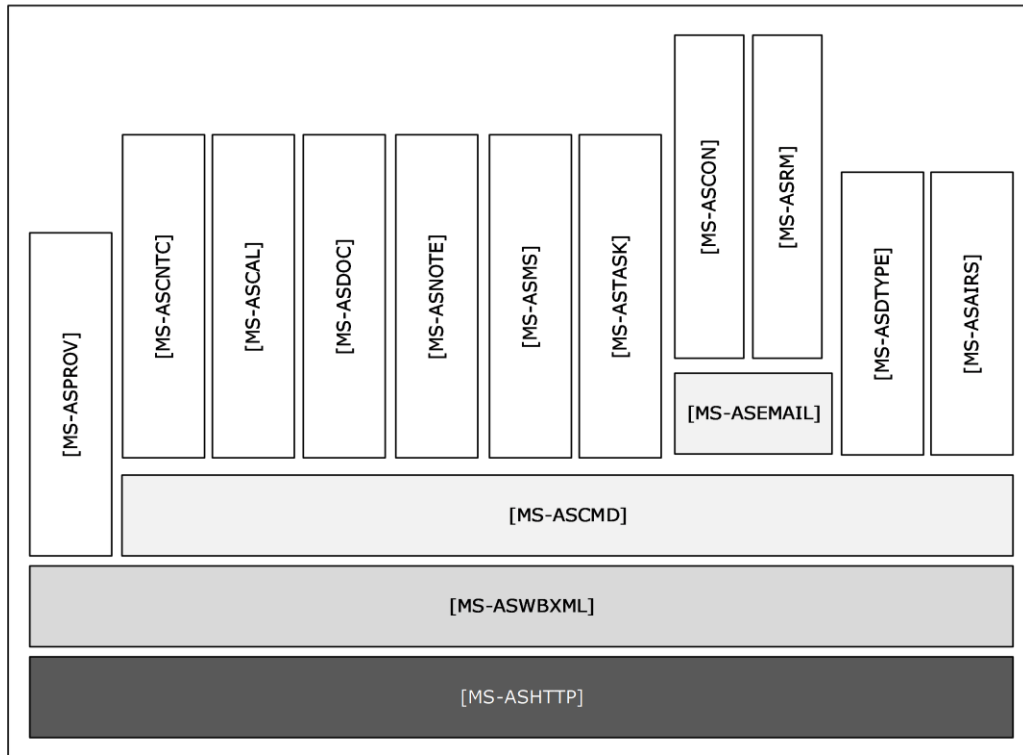 [MS-ASPROV]
[MS-ASCNTC]
[MS-ASCAL]
[MS-ASDOC]
[MS-ASNOTE]
[MS-ASMS]
[MS-ASTASK]
[MS-ASCON]
[MS-ASRM]
[MS-ASDTYPE]
[MS-ASAIRS]
[MS-ASEMAIL]
[MS-ASCMD]
[MS-ASWBXML]
[MS-ASHTTP]